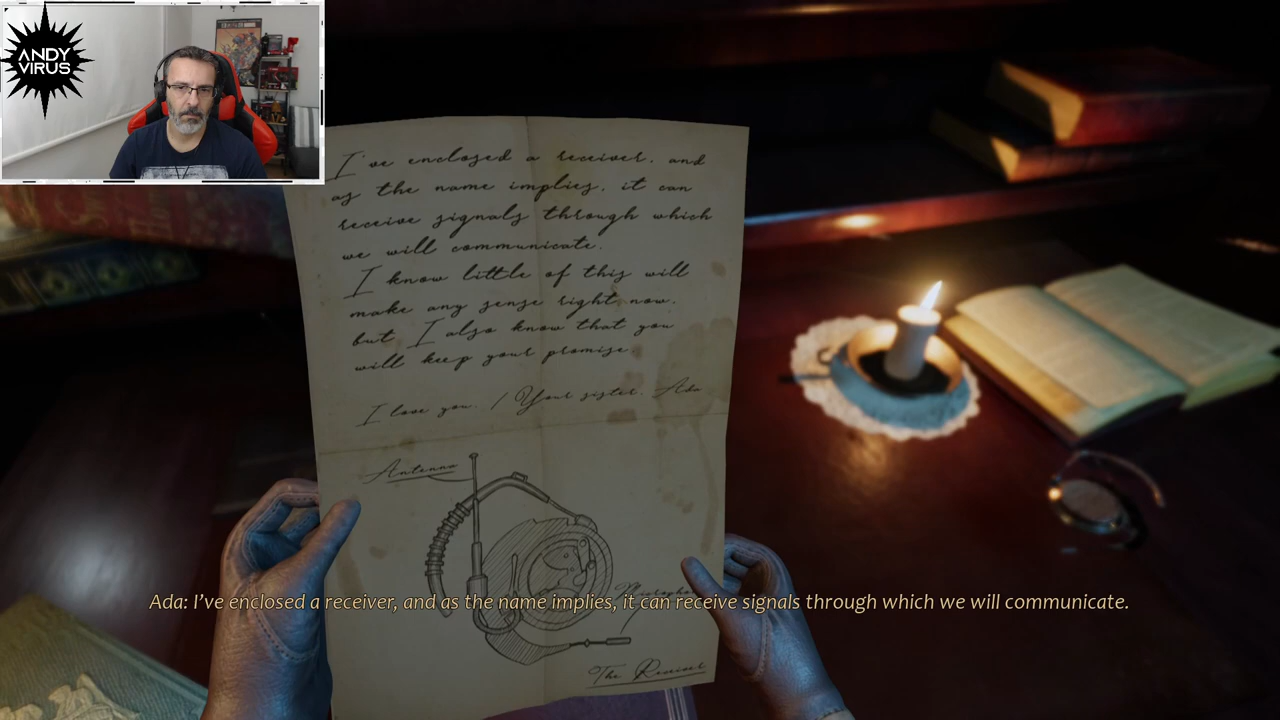 ANDY
VIRUS
I've enclosed a receiver, and
as the name implies, it can
receive signals through which
we will communicate.
I know little of this will
make any sense right now,
but I also know that you
will keep your promise.
I love you. / Your sister, Ada
Antenna
Ada: I've enclosed a receiver, and as the name implies, it can receive signals through which we will communicate.
The